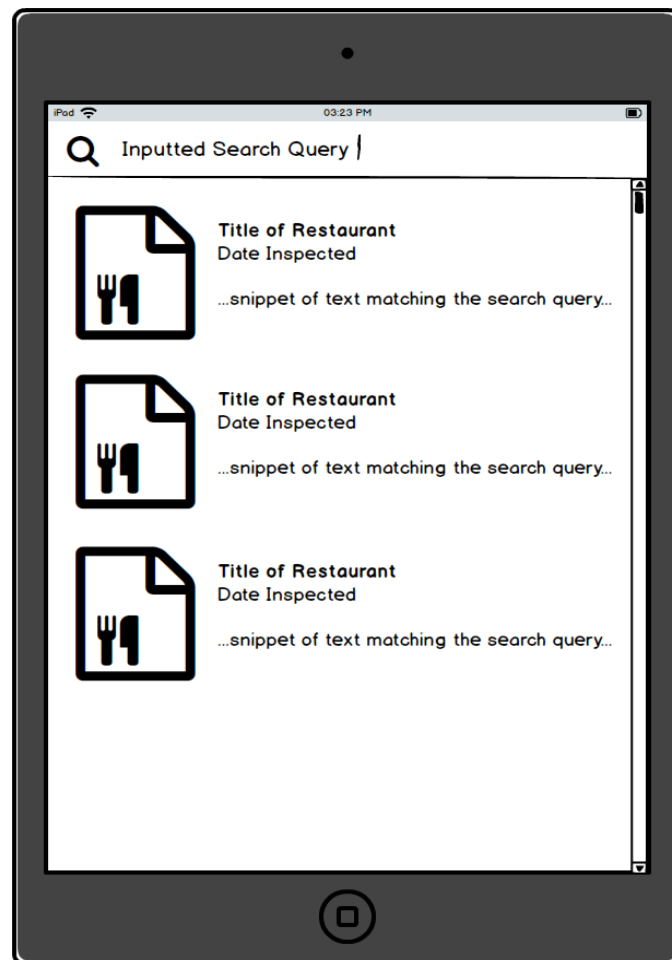 iPad
03:23 PM
Inputted Search Query
Title of Restaurant
Date Inspected
...snippet of text matching the search query...
Title of Restaurant
Date Inspected
...snippet of text matching the search query...
Title of Restaurant
Date Inspected
...snippet of text matching the search query...